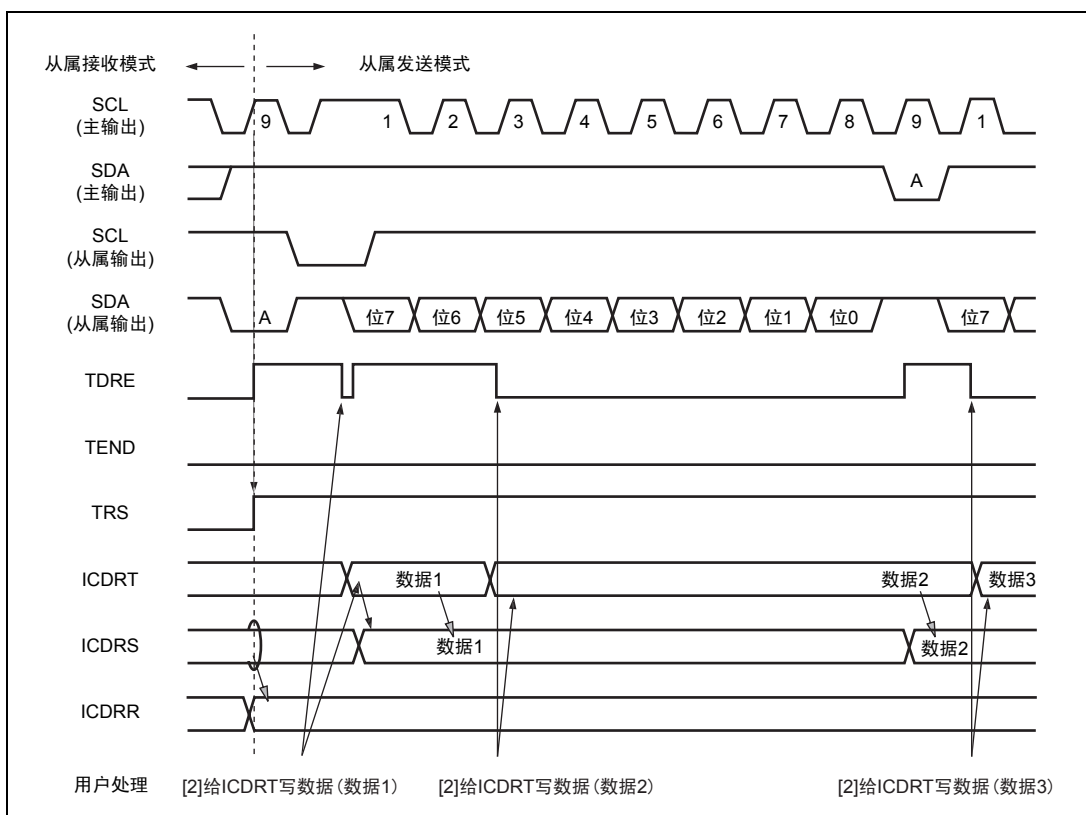 从属接收模式 从属发送模式
SCL
(主输出)
9 1 2 3 4 5 6 7 8 9 1
SDA
(主输出)
A
SCL
(从属输出)
SDA
(从属输出)
A 位7 位6 位5 位4 位3 位2 位1 位0 位7
TDRE
TEND
TRS
ICDRT 数据1 数据2 数据3
ICDRS 数据1 数据2
ICDRR
用户处理 [2]给ICDRT写数据(数据1) [2]给ICDRT写数据(数据2) [2]给ICDRT写数据(数据3)